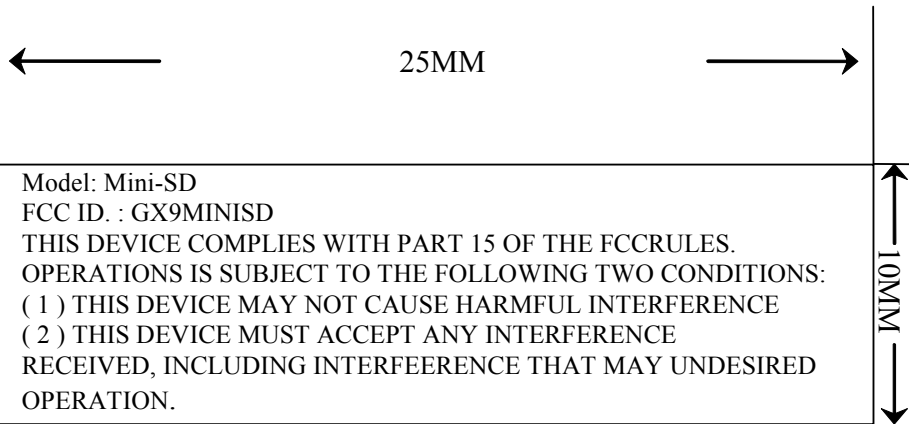 25MM
Model: Mini-SD
FCC ID. : GX9MINISD
THIS DEVICE COMPLIES WITH PART 15 OF THE FCCRULES.
OPERATIONS IS SUBJECT TO THE FOLLOWING TWO CONDITIONS:
( 1 ) THIS DEVICE MAY NOT CAUSE HARMFUL INTERFERENCE
( 2 ) THIS DEVICE MUST ACCEPT ANY INTERFERENCE
RECEIVED, INCLUDING INTERFEERENCE THAT MAY UNDESIRED
OPERATION.
10MM